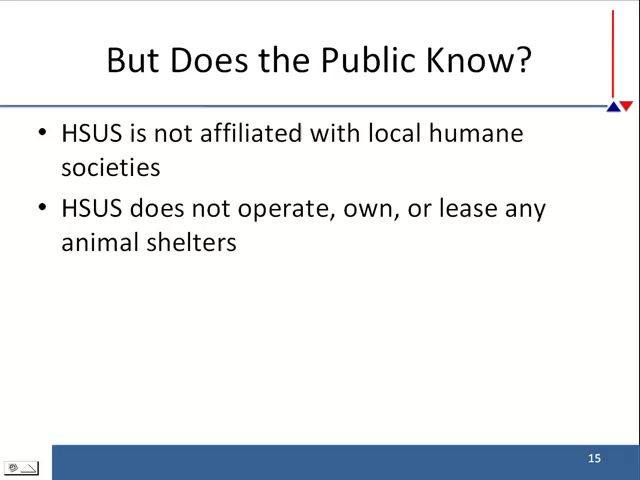 But Does the Public Know?
• HSUS is not affiliated with local humane
societies
• HSUS does not operate, own, or lease any
animal shelters
15